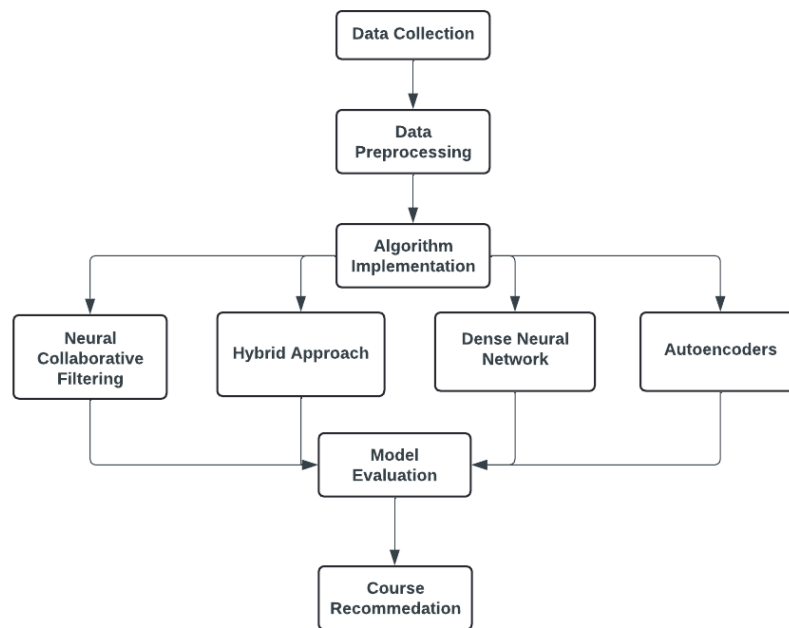 Data Collection
Data
Preprocessing
Algorithm
Implementation
Neural
Collaborative
Filtering
Hybrid Approach
Dense Neural
Network
Autoencoders
Model
Evaluation
Course
Recommedation